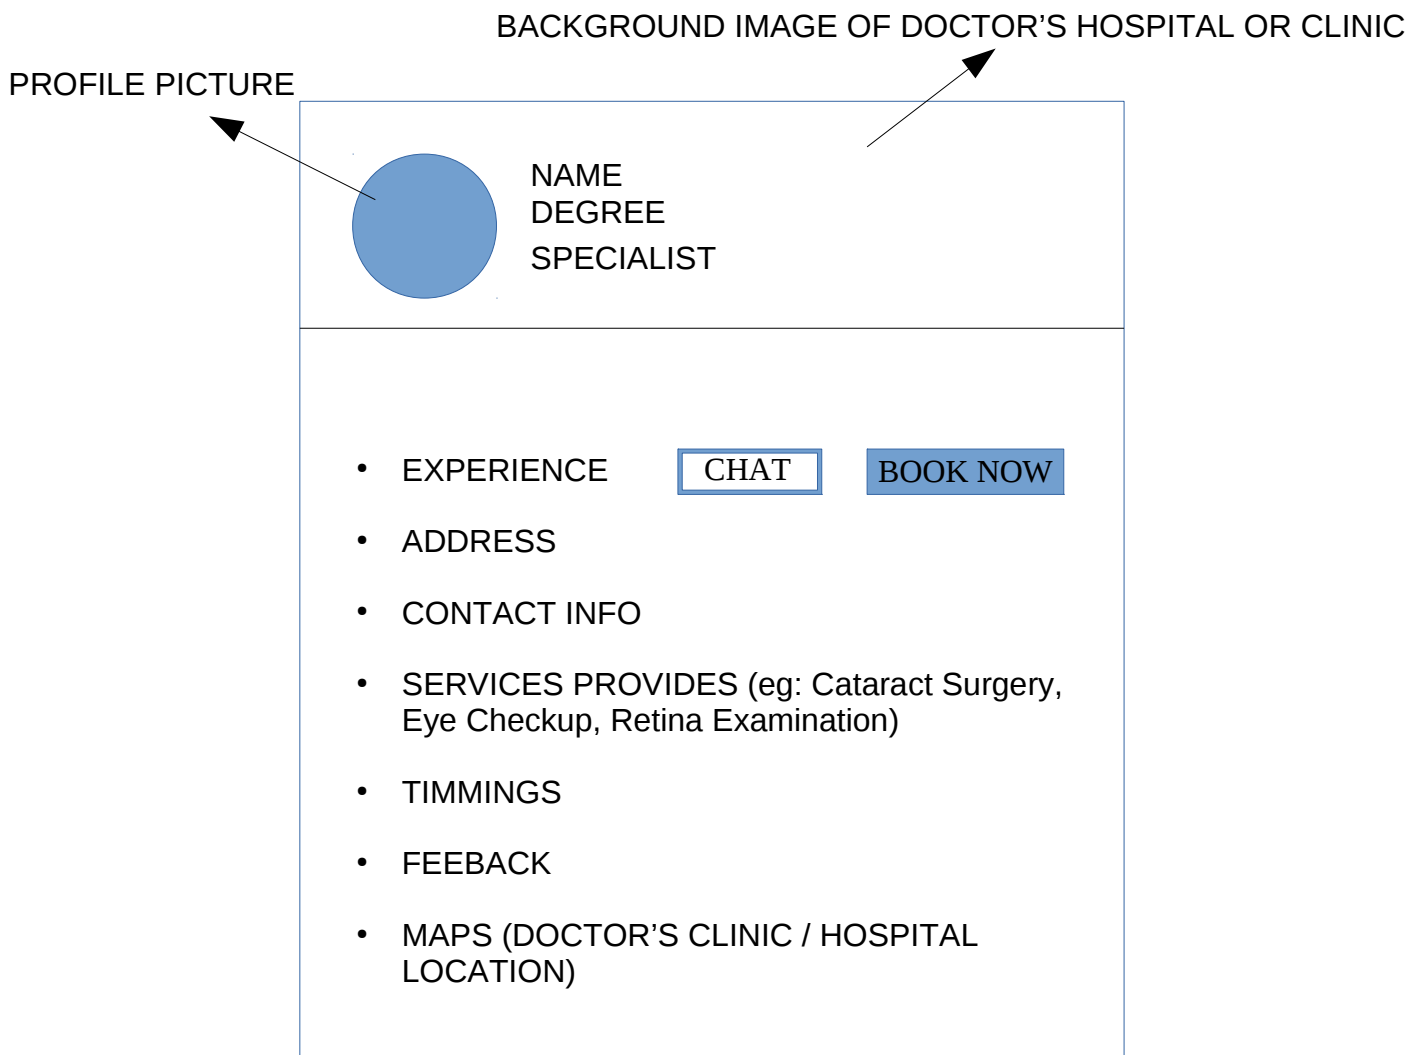 BACKGROUND IMAGE OF DOCTOR’S HOSPITAL OR CLINIC
PROFILE PICTURE
NAME
DEGREE
SPECIALIST
• EXPERIENCE
CHAT
BOOK NOW
• ADDRESS
• CONTACT INFO
• SERVICES PROVIDES (eg: Cataract Surgery,
Eye Checkup, Retina Examination)
• TIMMINGS
• FEEBACK
• MAPS (DOCTOR’S CLINIC / HOSPITAL
LOCATION)